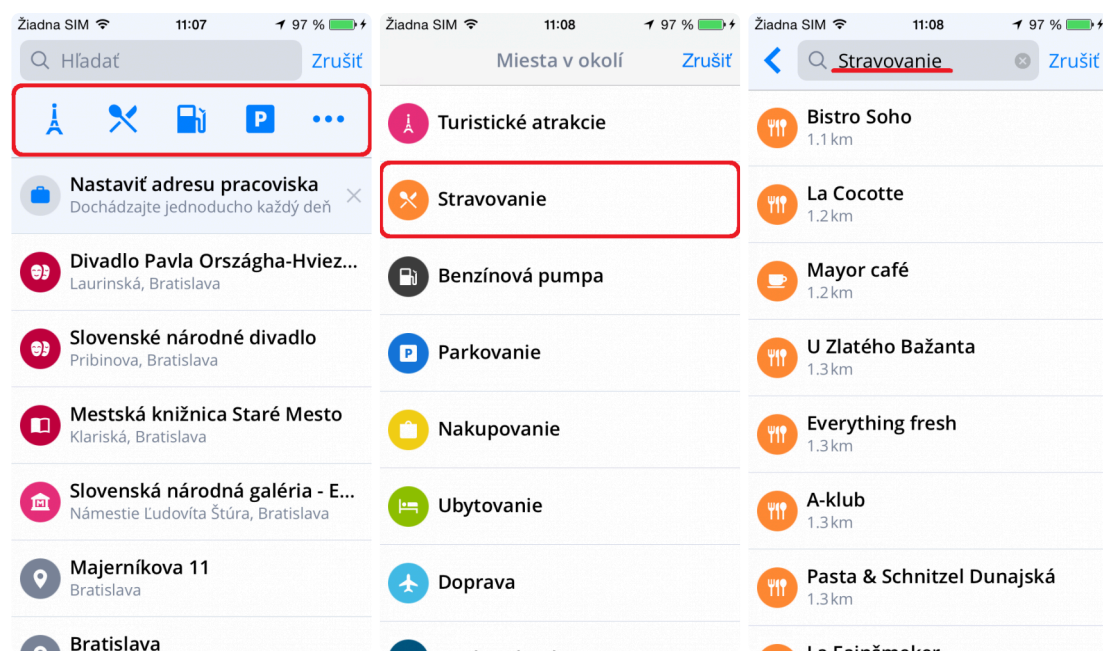 Žiadna SIM 11:07 97 %
Hľadať Zrušiť
P
Nastaviť adresu pracoviska
Dochádzajte jednoducho každý deň
Divadlo Pavla Országha-Hviez...
Laurinská, Bratislava
Slovenské národné divadlo
Pribinova, Bratislava
Mestská knižnica Staré Mesto
Klariská, Bratislava
Slovenská národná galéria - E...
Námestie Ľudovíta Štúra, Bratislava
Majerníkova 11
Bratislava
Bratislava
Žiadna SIM 11:08 97 %
Miesta v okolí Zrušiť
Turistické atrakcie
Stravovanie
Benzínová pumpa
P Parkovanie
Nakupovanie
Ubytovanie
Doprava
Žiadna SIM 11:08 97 %
Stravovanie Zrušiť
Bistro Soho
1.1 km
La Cocotte
1.2 km
Mayor café
1.2 km
U Zlatého Bažanta
1.3 km
Everything fresh
1.3 km
A-klub
1.3 km
Pasta & Schnitzel Dunajská
1.3 km